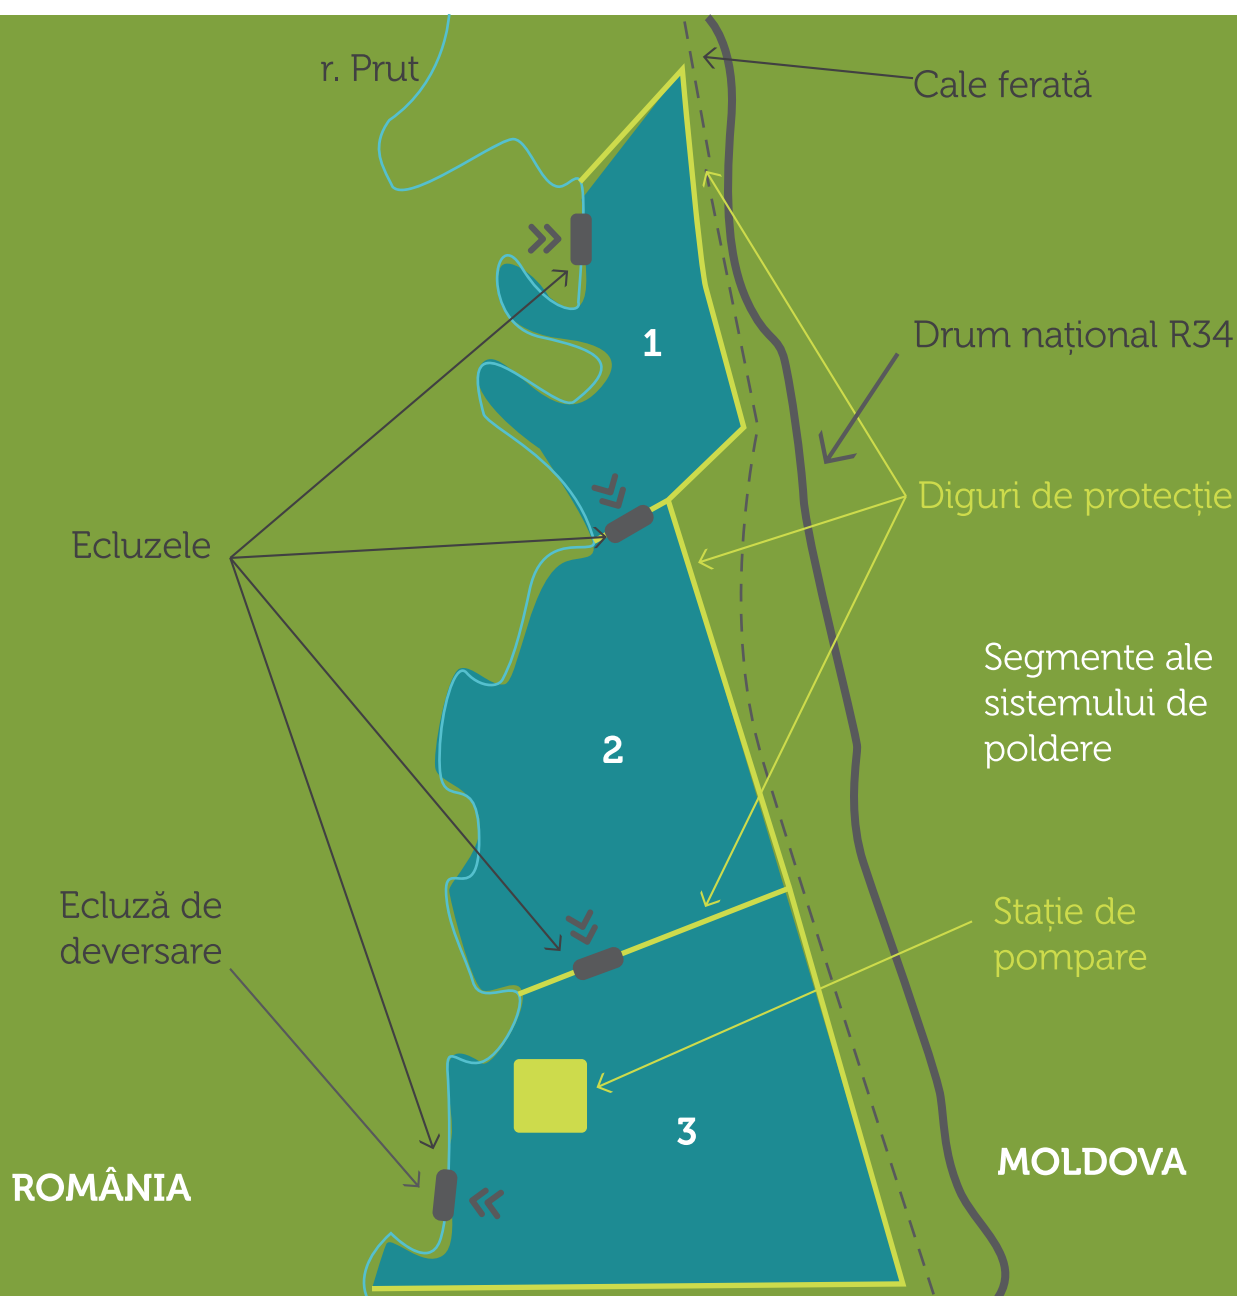 r. Prut
Cale ferată
1
Drum național R34
Diguri de protecție
Ecluzele
Segmente ale
sistemului de
poldere
2
Ecluză de
deversare
Stație de
pompare
3
ROMÂNIA
MOLDOVA